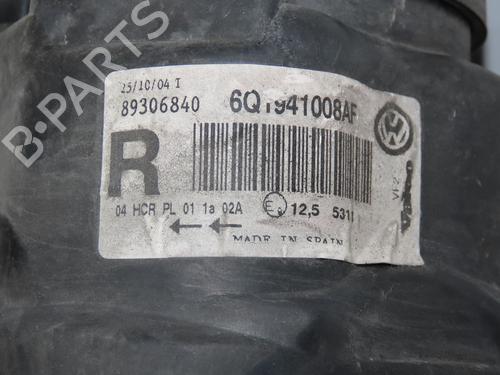 25/10/04 T
89306840 6Q1941008AF
R
04 HCR PL 01 1a 02A 12,5 531
MADE IN SPAIN
B-PARTS